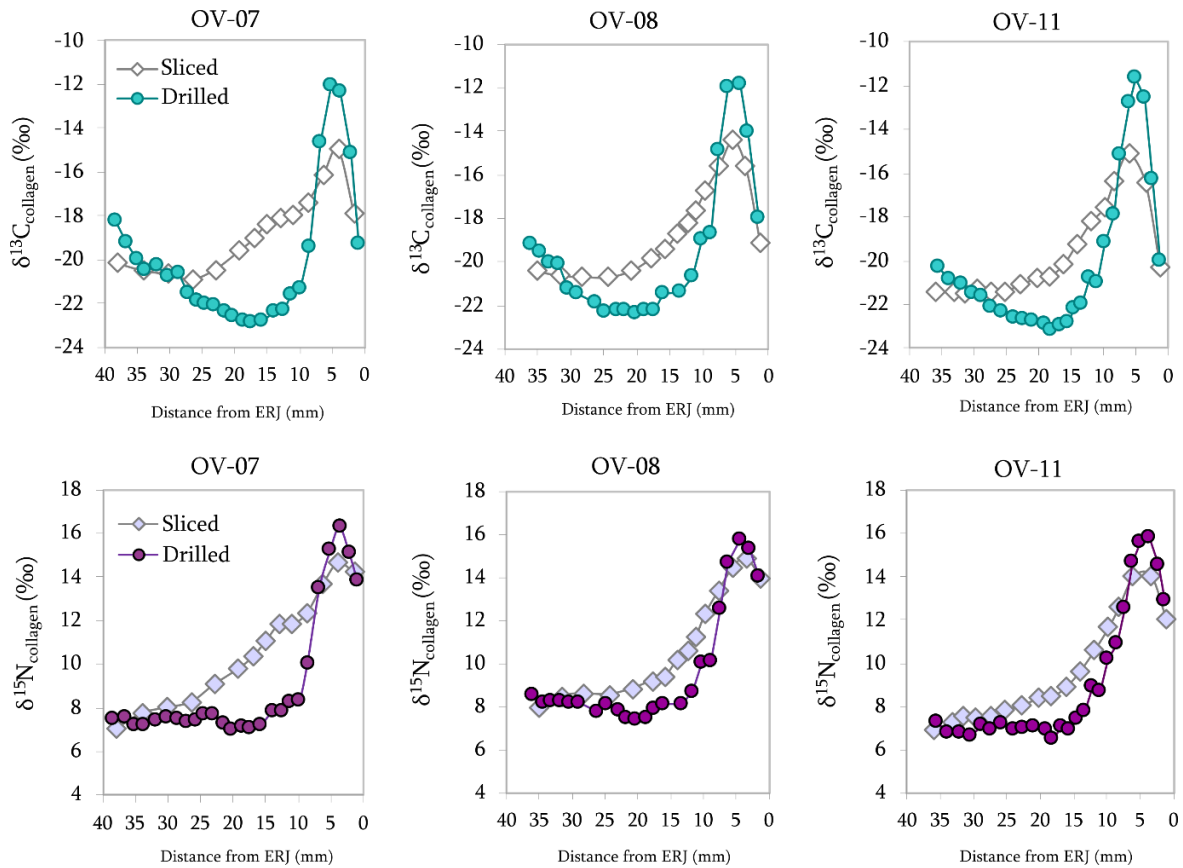 OV-07
OV-08
OV-11
-10
-12
-14
-16
-18
-20
-22
-24
δ13Ccollagen (‰)
Sliced
Drilled
40 35 30 25 20 15 10 5 0
Distance from ERJ (mm)
-10
-12
-14
-16
-18
-20
-22
-24
δ13Ccollagen (‰)
40 35 30 25 20 15 10 5 0
Distance from ERJ (mm)
-10
-12
-14
-16
-18
-20
-22
-24
δ13Ccollagen (‰)
40 35 30 25 20 15 10 5 0
Distance from ERJ (mm)
OV-07
OV-08
OV-11
18
16
14
12
10
8
6
4
δ15Ncollagen (‰)
Sliced
Drilled
40 35 30 25 20 15 10 5 0
Distance from ERJ (mm)
18
16
14
12
10
8
6
4
δ15Ncollagen (‰)
40 35 30 25 20 15 10 5 0
Distance from ERJ (mm)
18
16
14
12
10
8
6
4
δ15Ncollagen (‰)
40 35 30 25 20 15 10 5 0
Distance from ERJ (mm)